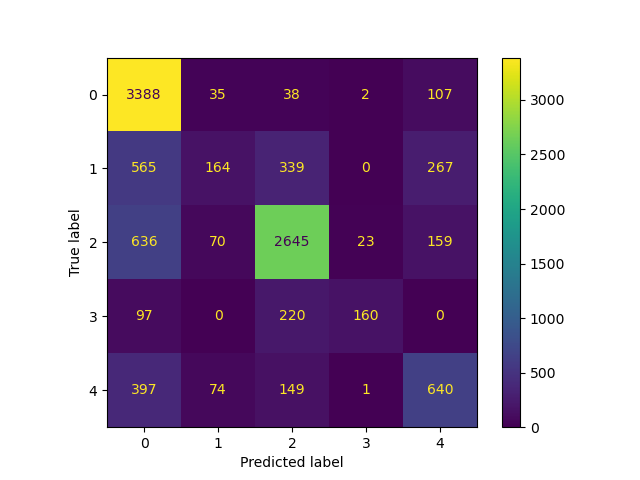 0 3388 35 38 2 107
1 565 164 339 0 267
2 636 70 2645 23 159
3 97 0 220 160 0
4 397 74 149 1 640
0 1 2 3 4
Predicted label
True label
3000
2500
2000
1500
1000
500
0